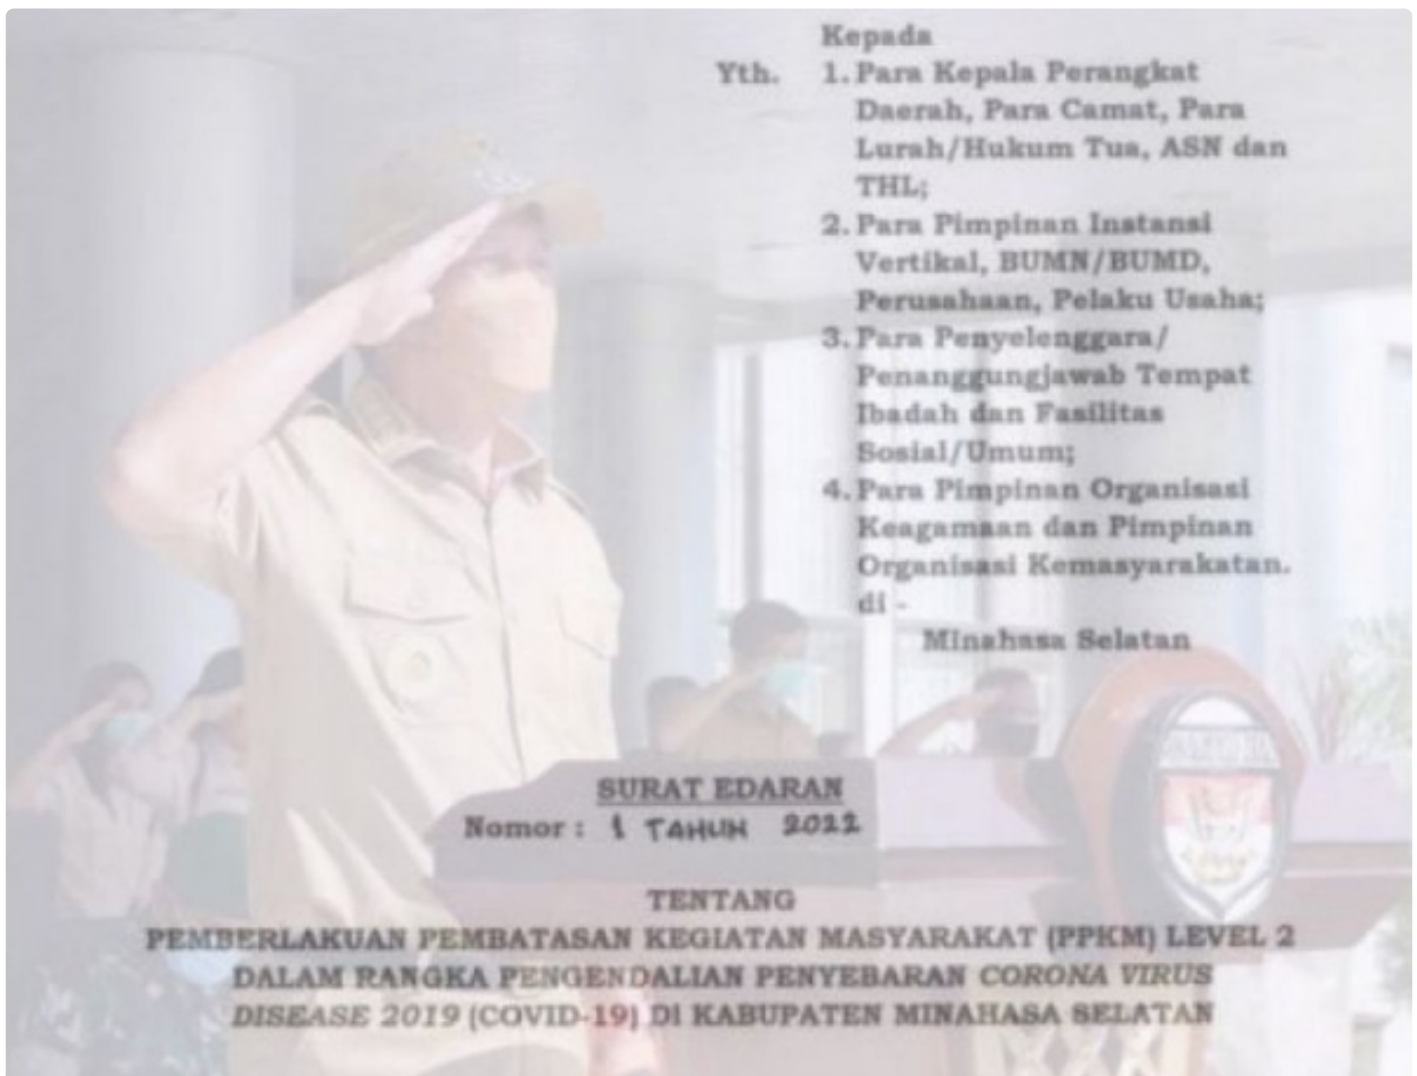 Kepada
Yth. 1. Para Kepala Perangkat
Daerah, Para Camat, Para
Lurah/Hukum Tua, ASN dan
THL;
2. Para Pimpinan Instansi
Vertikal, BUMN/BUMD,
Perusahaan, Pelaku Usaha;
3. Para Penyelenggara/
Penanggungjawab Tempat
Ibadah dan Fasilitas
Sosial/Umum;
4. Para Pimpinan Organisasi
Keagamaan dan Pimpinan
Organisasi Kemasyarakatan.
di -
Minahasa Selatan
SURAT EDARAN
Nomor : 1 TAHUN 2022
TENTANG
PEMBERLAKUAN PEMBATASAN KEGIATAN MASYARAKAT (PPKM) LEVEL 2
DALAM RANGKA PENGENDALIAN PENYEBARAN CORONA VIRUS
DISEASE 2019 (COVID-19) DI KABUPATEN MINAHASA SELATAN